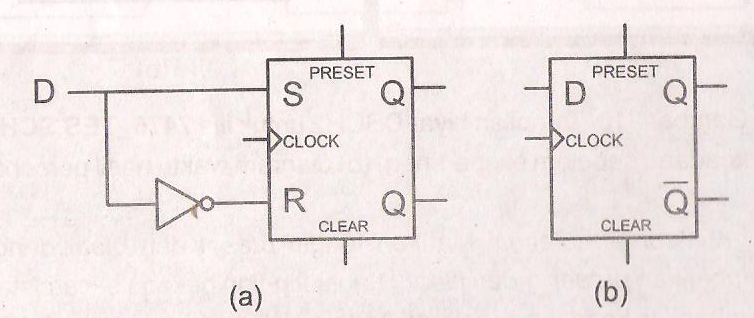 D
PRESET
S Q
CLOCK
R Q
CLEAR
(a)
PRESET
D Q
CLOCK
Q̅
CLEAR
(b)